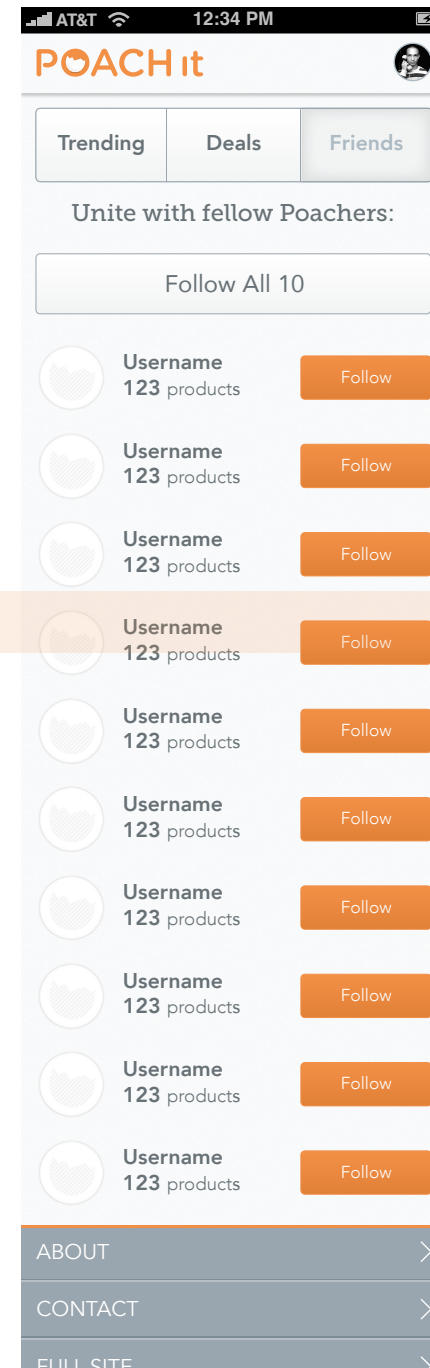 AT&T 12:34 PM
POACH it
Trending Deals Friends
Unite with fellow Poachers:
Follow All 10
Username
123 products
Follow
Username
123 products
Follow
Username
123 products
Follow
Username
123 products
Follow
Username
123 products
Follow
Username
123 products
Follow
Username
123 products
Follow
Username
123 products
Follow
Username
123 products
Follow
Username
123 products
Follow
ABOUT
CONTACT
FULL SITE